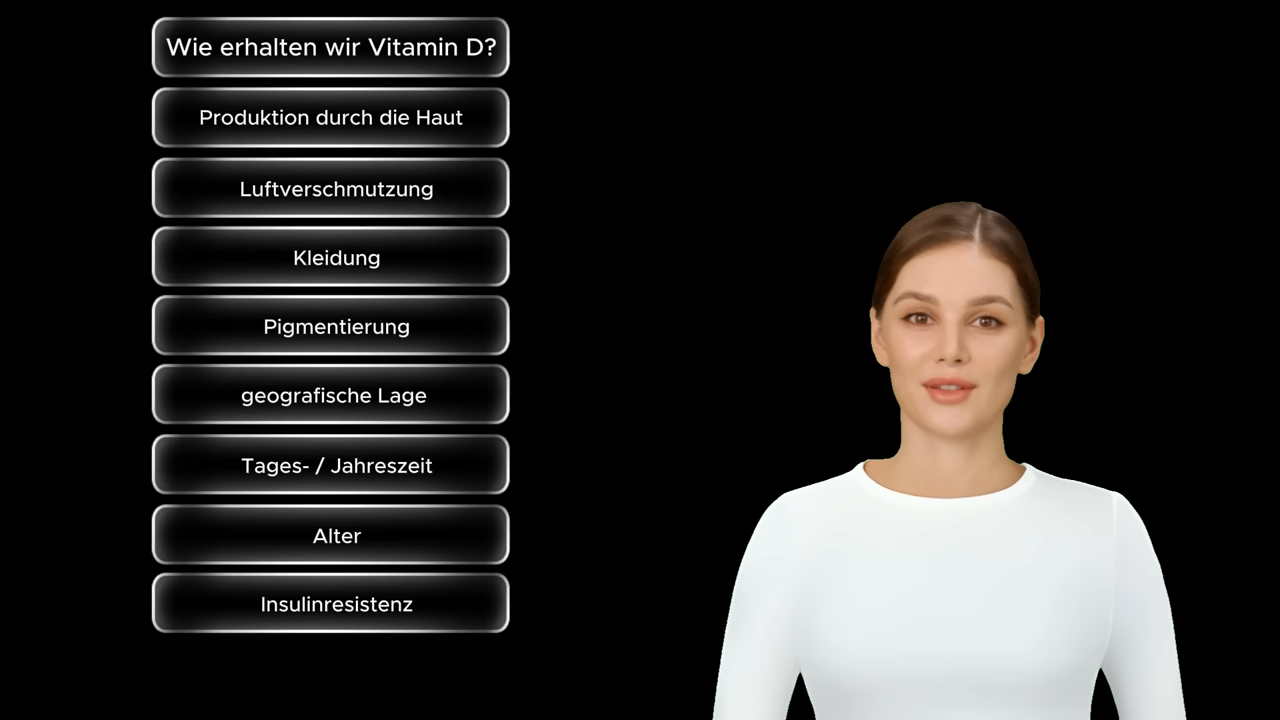 Wie erhalten wir Vitamin D?
Produktion durch die Haut
Luftverschmutzung
Kleidung
Pigmentierung
geografische Lage
Tages- / Jahreszeit
Alter
Insulinresistenz